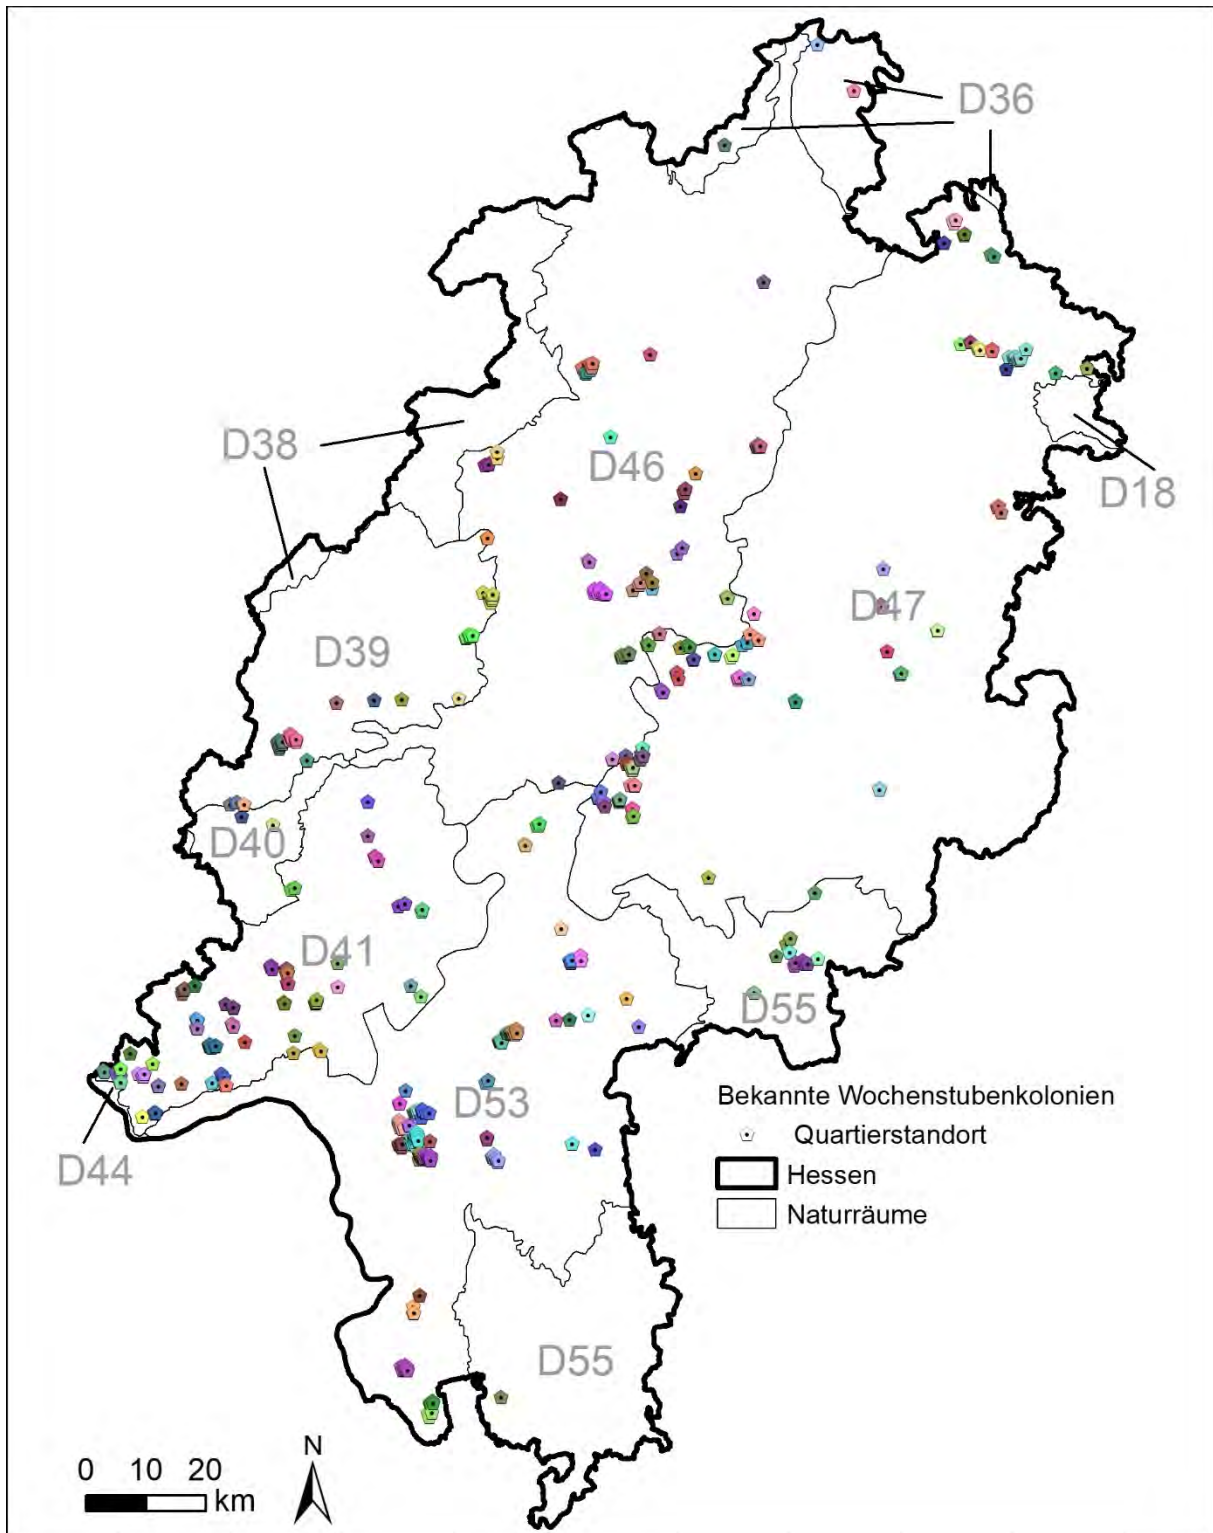 D36
D38
D46
D18
D47
D39
D40
D41
D55
D53
Bekannte Wochenstubenkolonien
Quartierstandort
D44
Hessen
Naturräume
D55
N
0 10 20
km